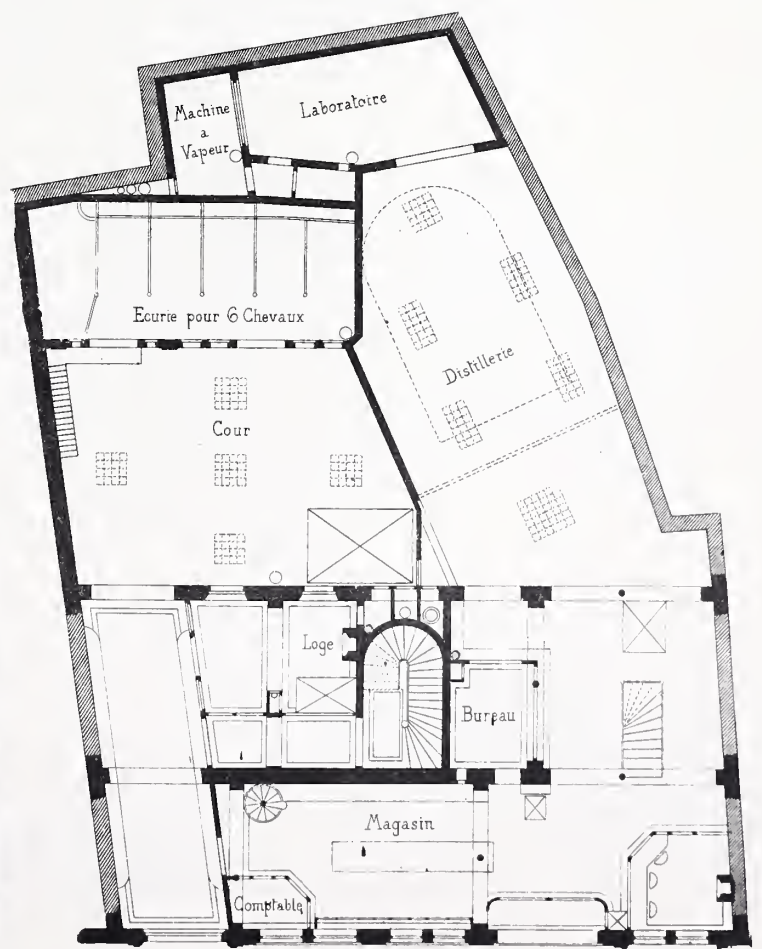 Machine
a
Vapeur
Laboratoire
Ecurie pour 6 Chevaux
Distillerie
Cour
Loge
Bureau
Magasin
Comptable